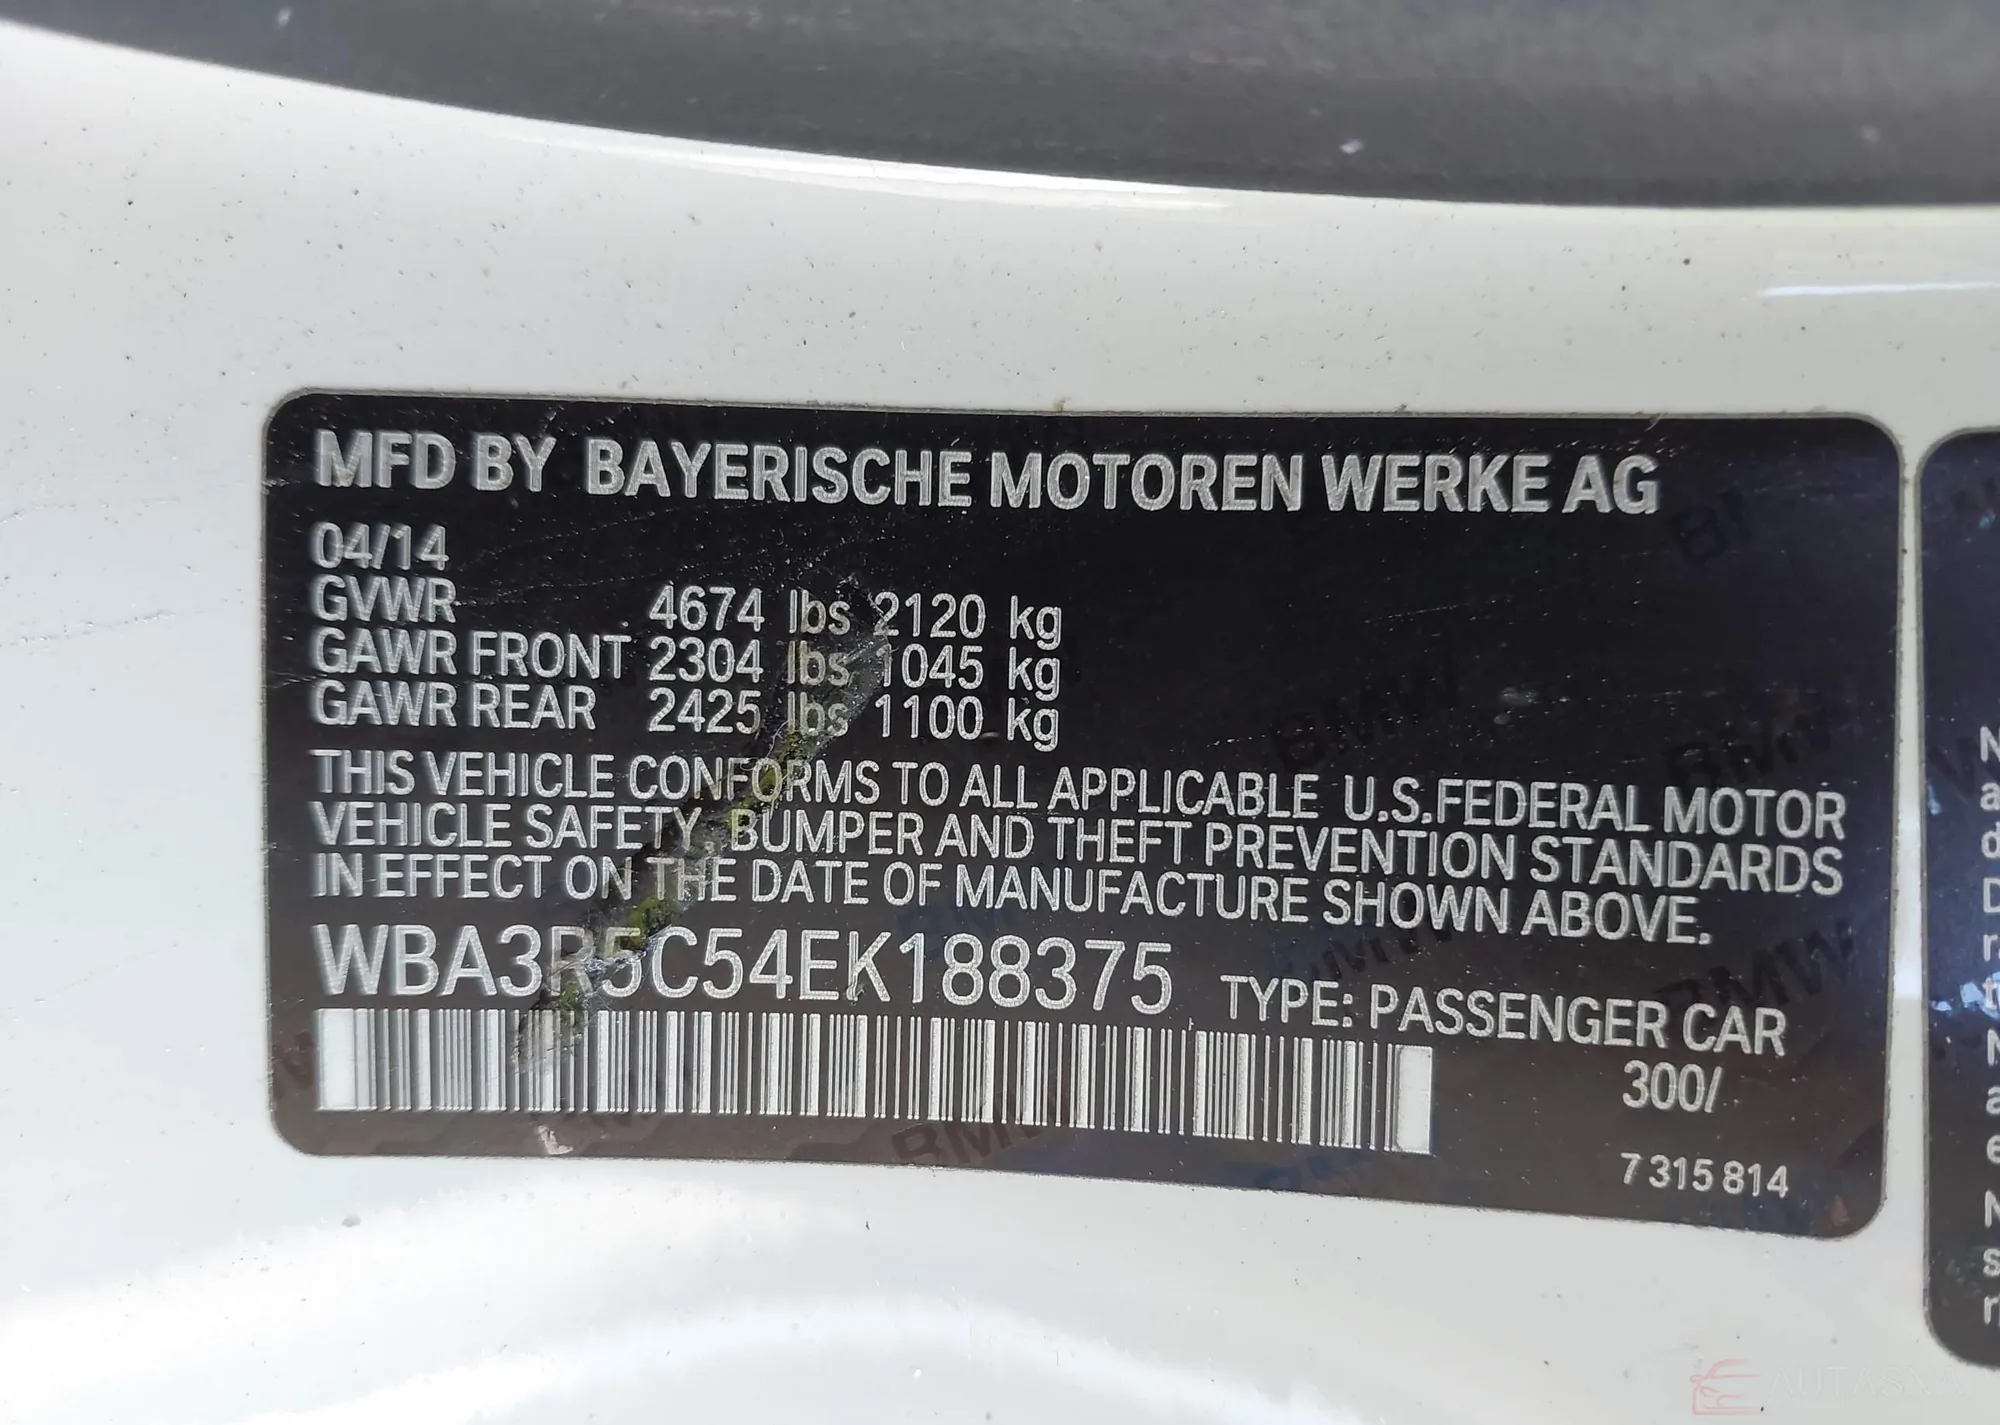 MFD BY BAYERISCHE MOTOREN WERKE AG
04/14
GVWR 4674 lbs 2120 kg
GAWR FRONT 2304 lbs 1045 kg
GAWR REAR 2425 lbs 1100 kg
THIS VEHICLE CONFORMS TO ALL APPLICABLE U.S.FEDERAL MOTOR
VEHICLE SAFETY, BUMPER AND THEFT PREVENTION STANDARDS
IN EFFECT ON THE DATE OF MANUFACTURE SHOWN ABOVE.
WBA3R5C54EK188375 TYPE: PASSENGER CAR
300/
7315814